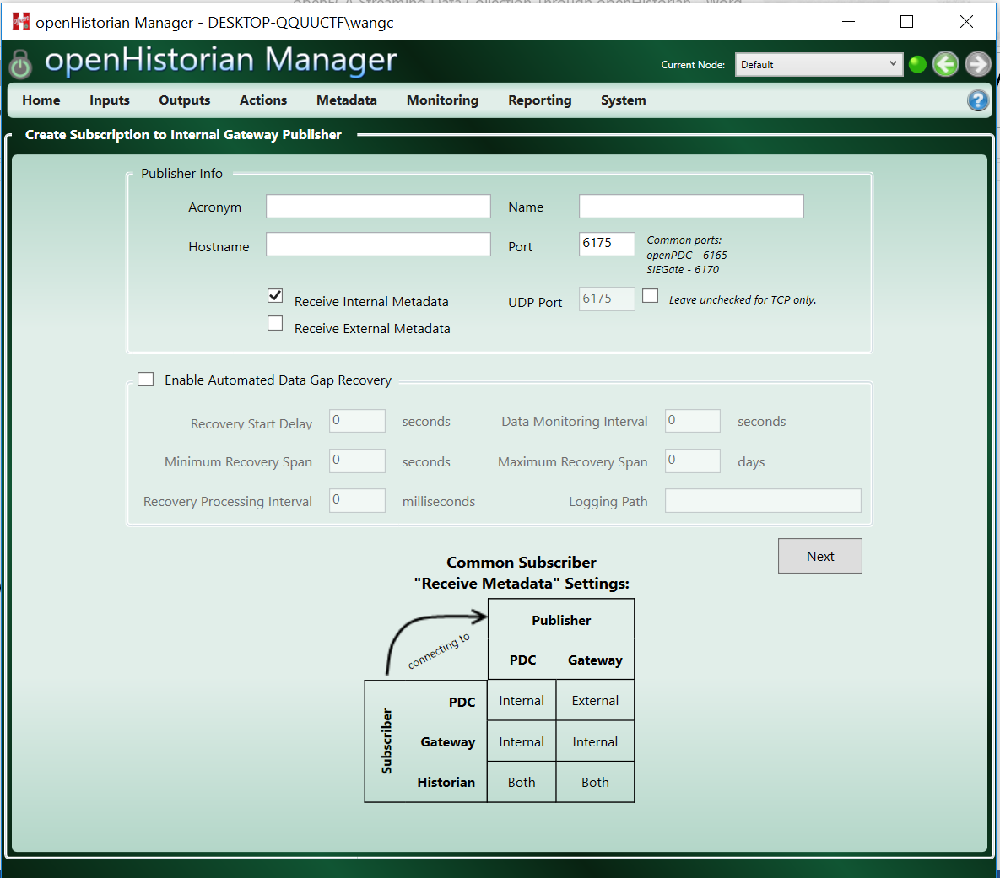 openHistorian Manager - DESKTOP-QQUUCTF\wangc
openHistorian Manager
Current Node:
Default
Home Inputs Outputs Actions Metadata Monitoring Reporting System
?
Create Subscription to Internal Gateway Publisher
Publisher Info
Acronym Name
Hostname Port 6175
Common ports:
openPDC - 6165
SIEGate - 6170
Receive Internal Metadata UDP Port 6175 Leave unchecked for TCP only.
Receive External Metadata
Enable Automated Data Gap Recovery
Recovery Start Delay 0 seconds Data Monitoring Interval 0 seconds
Minimum Recovery Span 0 seconds Maximum Recovery Span 0 days
Recovery Processing Interval 0 milliseconds Logging Path
Next
Common Subscriber
"Receive Metadata" Settings:
connecting to
Publisher
PDC Gateway
Subscriber
PDC Internal External
Gateway Internal Internal
Historian Both Both